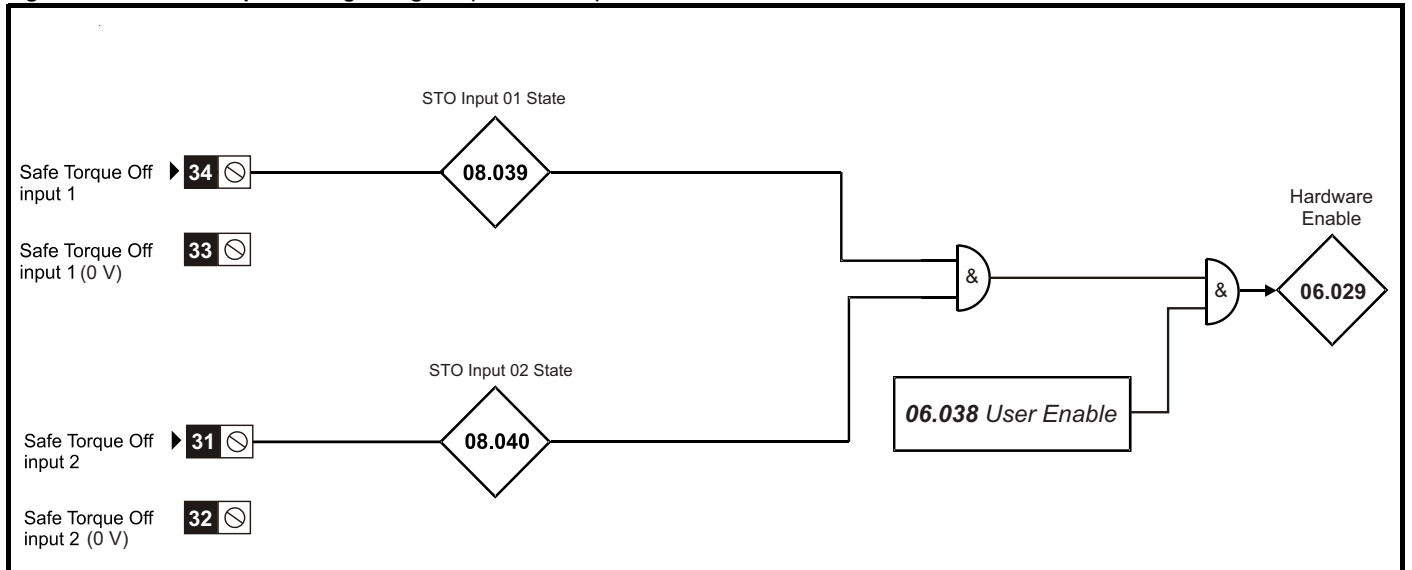 STO Input 01 State
Safe Torque Off
input 1
34
08.039
Safe Torque Off
input 1 (0 V)
33
&
&
Hardware
Enable
06.029
STO Input 02 State
06.038 User Enable
Safe Torque Off
input 2
31
08.040
Safe Torque Off
input 2 (0 V)
32